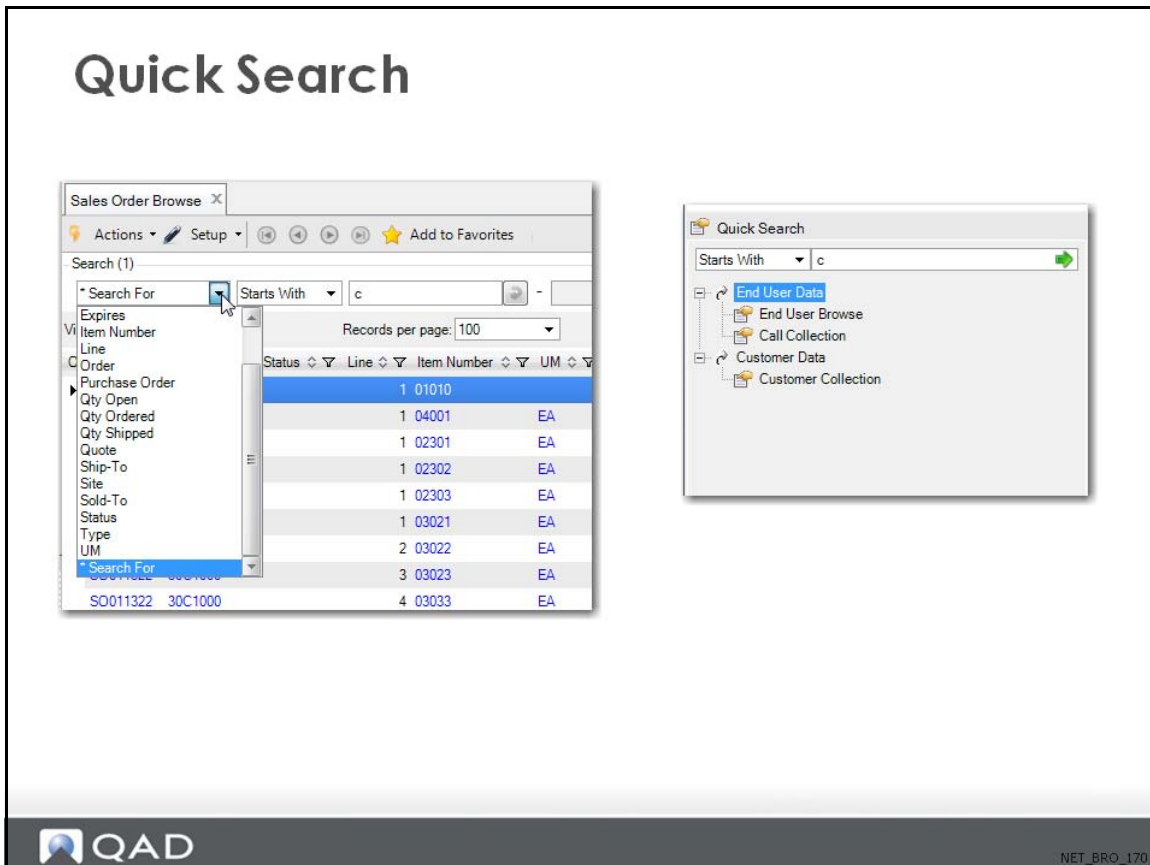 Quick Search
Sales Order Browse
Actions Setup Add to Favorites
Search (1)
* Search For Starts With c -
Expires
Item Number
Line
Order
Purchase Order
Qty Open
Qty Ordered
Qty Shipped
Quote
Ship-To
Site
Sold-To
Status
Type
UM
* Search For
Records per page: 100
Status Line Item Number UM
1 01010
1 04001 EA
1 02301 EA
1 02302 EA
1 02303 EA
1 03021 EA
2 03022 EA
3 03023 EA
SO011322 30C1000 4 03033 EA
Quick Search
Starts With c
End User Data
End User Browse
Call Collection
Customer Data
Customer Collection
QAD
NET_BRO_170